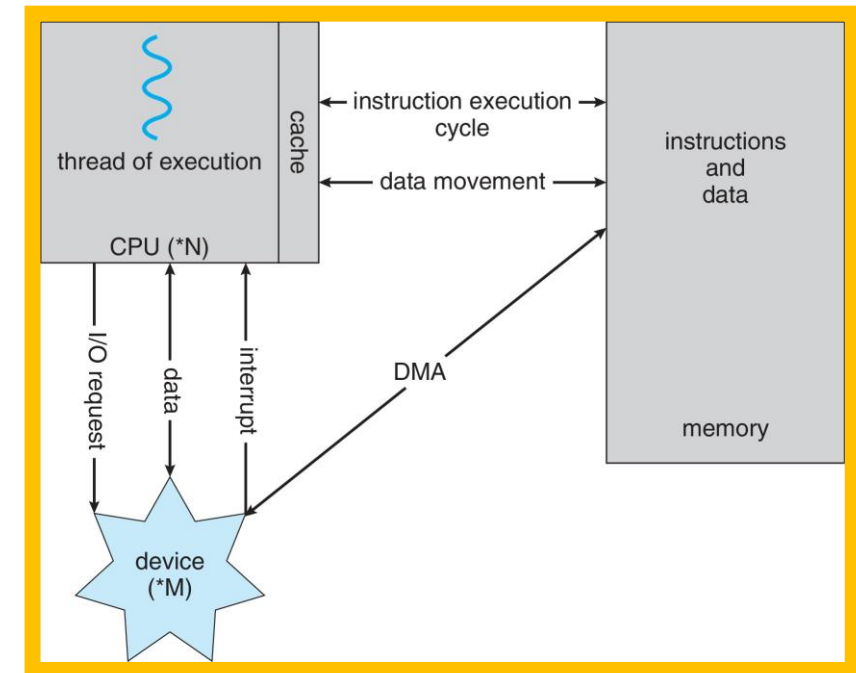 thread of execution
CPU (*N)
cache
instruction execution
cycle
data movement
instructions
and
data
memory
I/O request
data
interrupt
DMA
device
(*M)